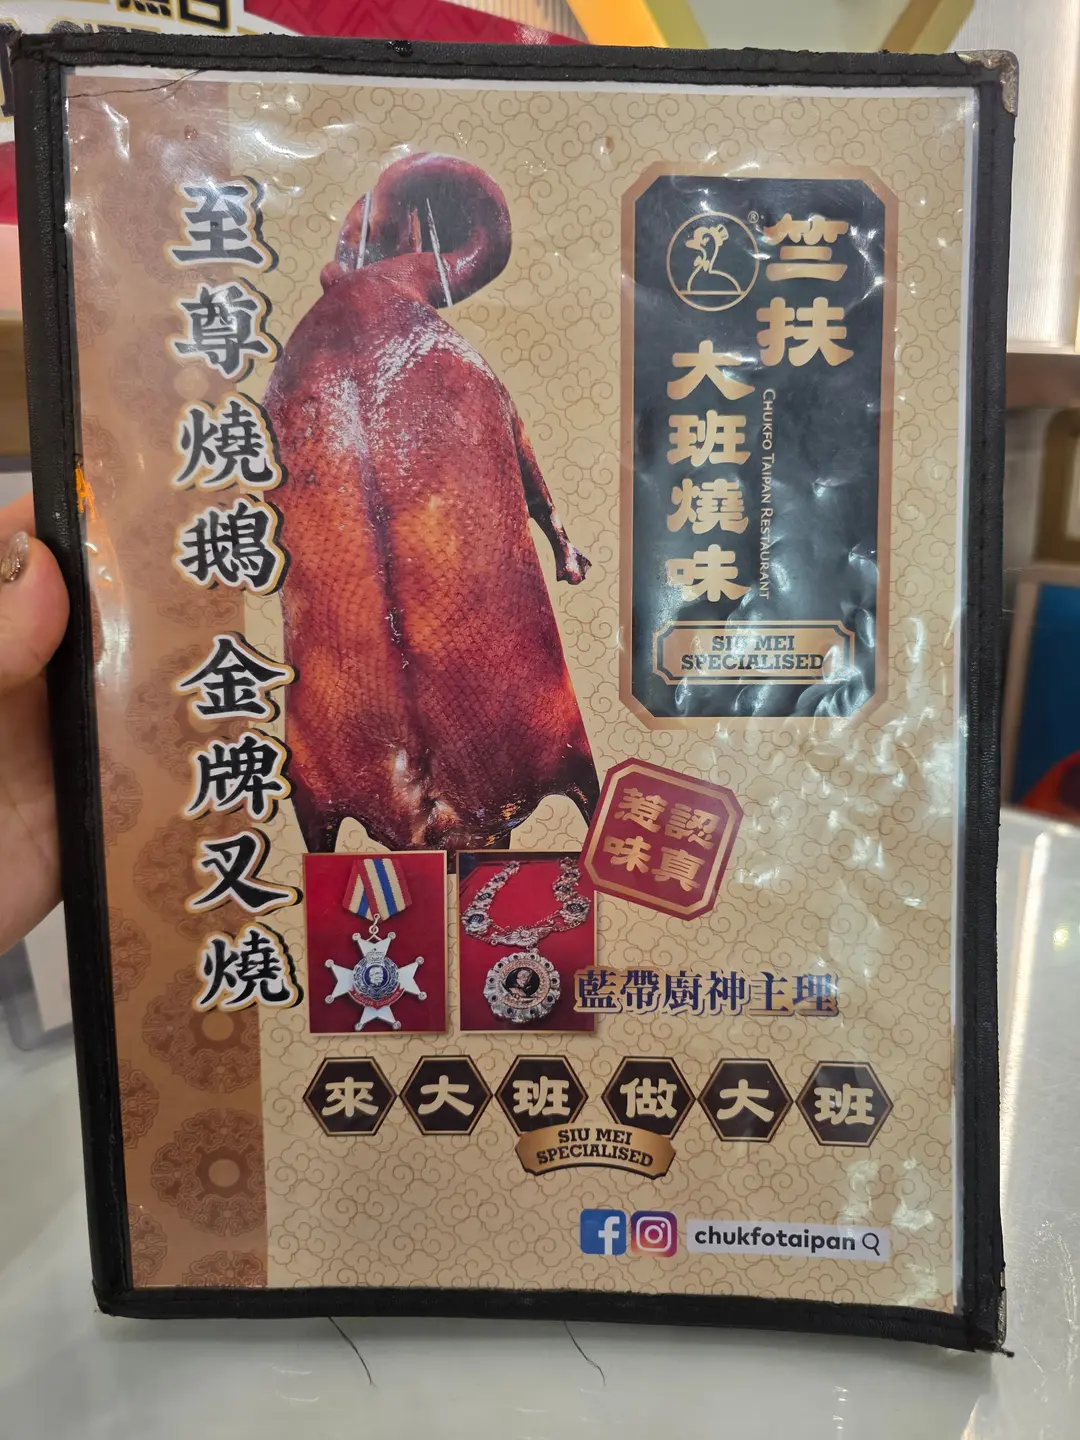 至尊燒鵝 金牌叉燒
竺扶
®
大班燒味
CHUKFO TAIPAN RESTAURANT
SIU MEI
SPECIALISED
認真
惹味
藍帶廚神主理
來大班 做大班
SIU MEI
SPECIALISED
chukfotaipan